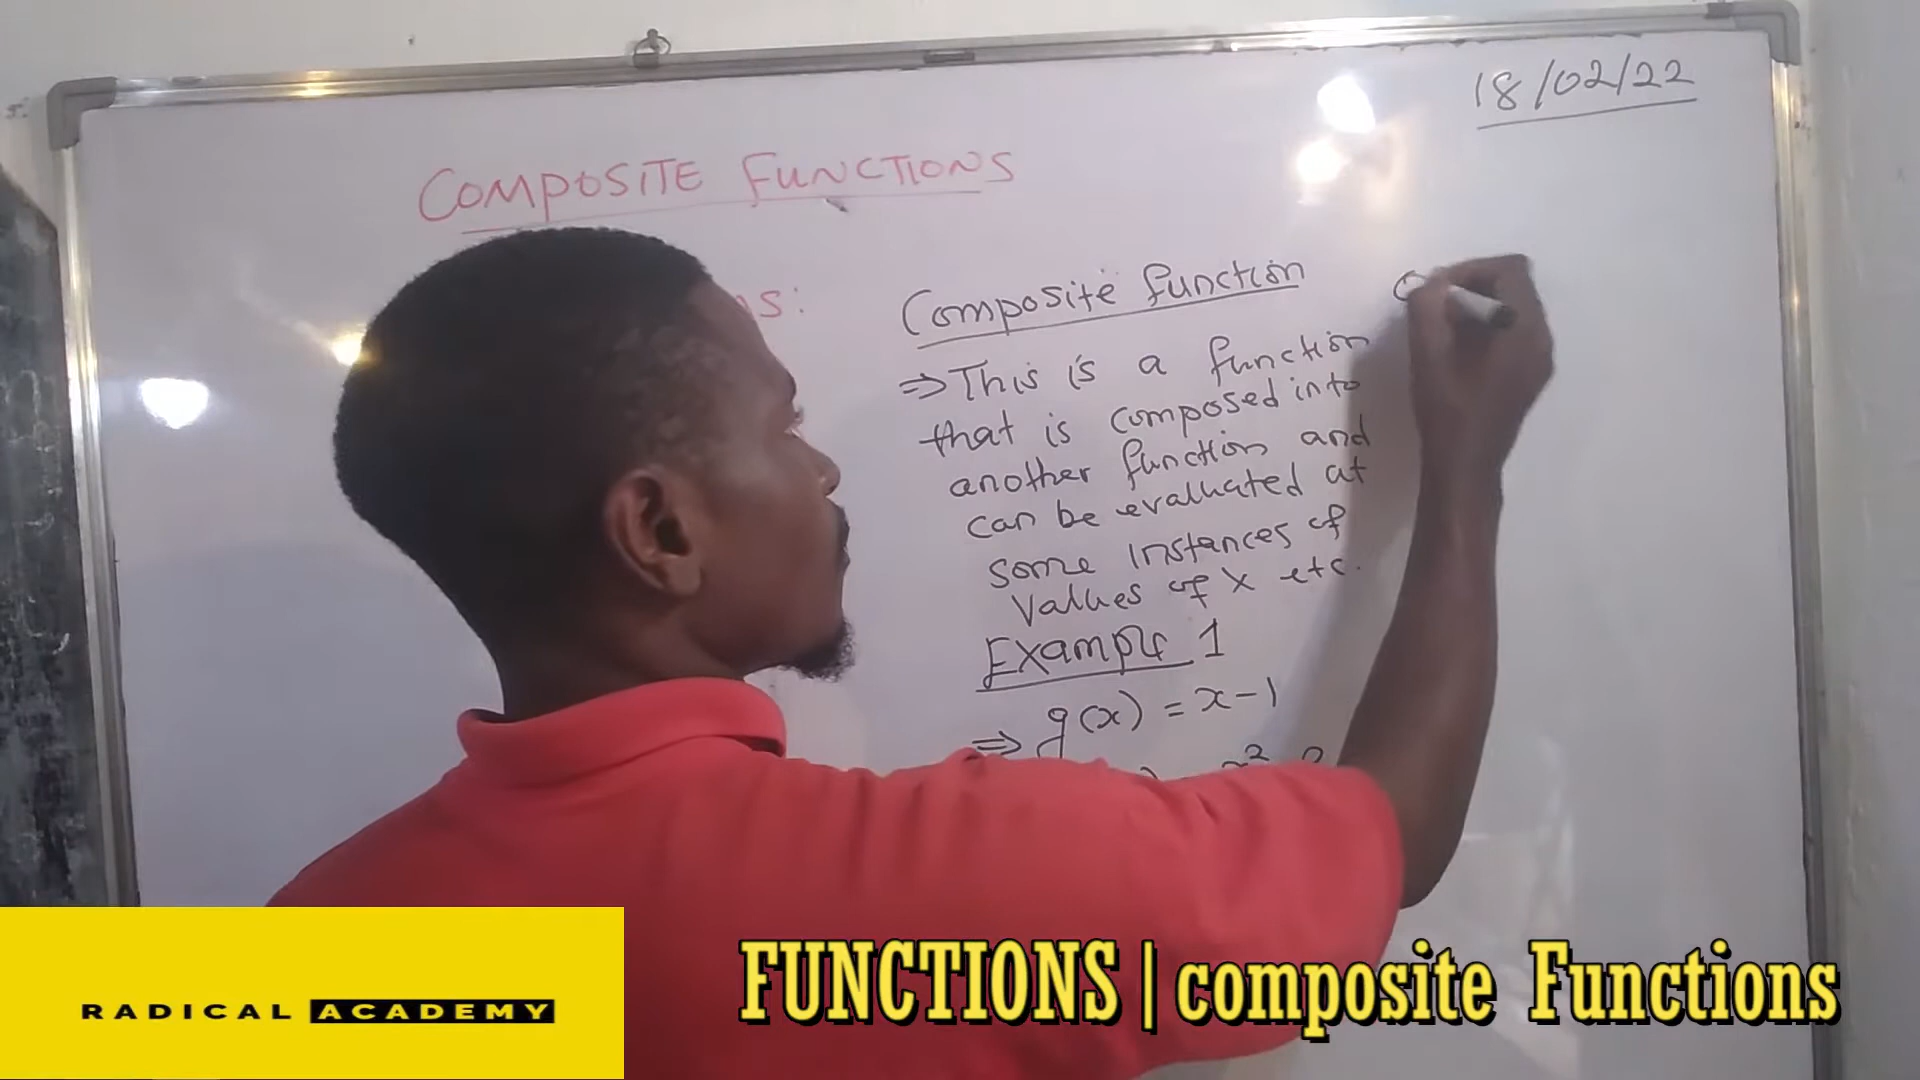 18/02/22
COMPOSITE FUNCTIONS
ns:
Composite function
⇒ This is a function
that is composed into
another function and
can be evaluated at
some instances of
values of x etc.
Example 1
⇒ g(x) = x-1
RADICAL ACADEMY
FUNCTIONS | composite Functions